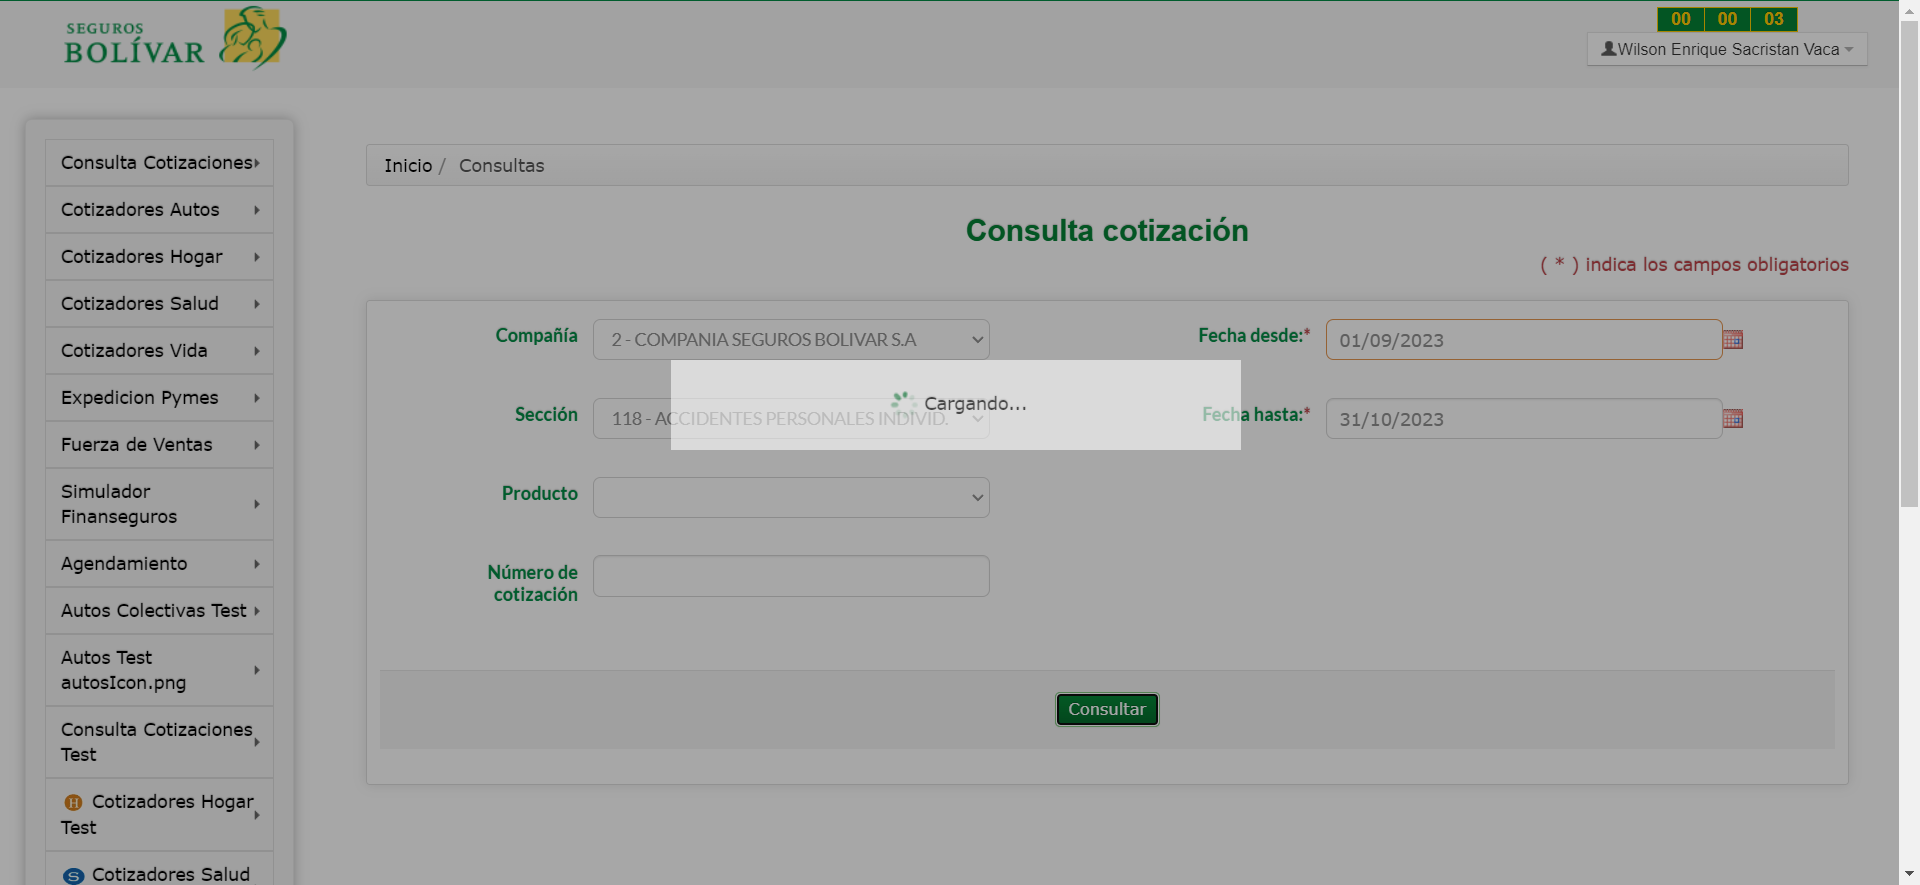 SEGUROS
BOLÍVAR
00 00 03
Wilson Enrique Sacristan Vaca
Consulta Cotizaciones
Cotizadores Autos
Cotizadores Hogar
Cotizadores Salud
Cotizadores Vida
Expedicion Pymes
Fuerza de Ventas
Simulador
Finanseguros
Agendamiento
Autos Colectivas Test
Autos Test
autosIcon.png
Consulta Cotizaciones
Test
H Cotizadores Hogar
Test
S Cotizadores Salud
Inicio / Consultas
Consulta cotización
( * ) indica los campos obligatorios
Compañía 2 - COMPANIA SEGUROS BOLIVAR S.A
Fecha desde:* 01/09/2023
Cargando...
Sección 118 - ACCIDENTES PERSONALES INDIVID.
Fecha hasta:* 31/10/2023
Producto
Número de
cotización
Consultar